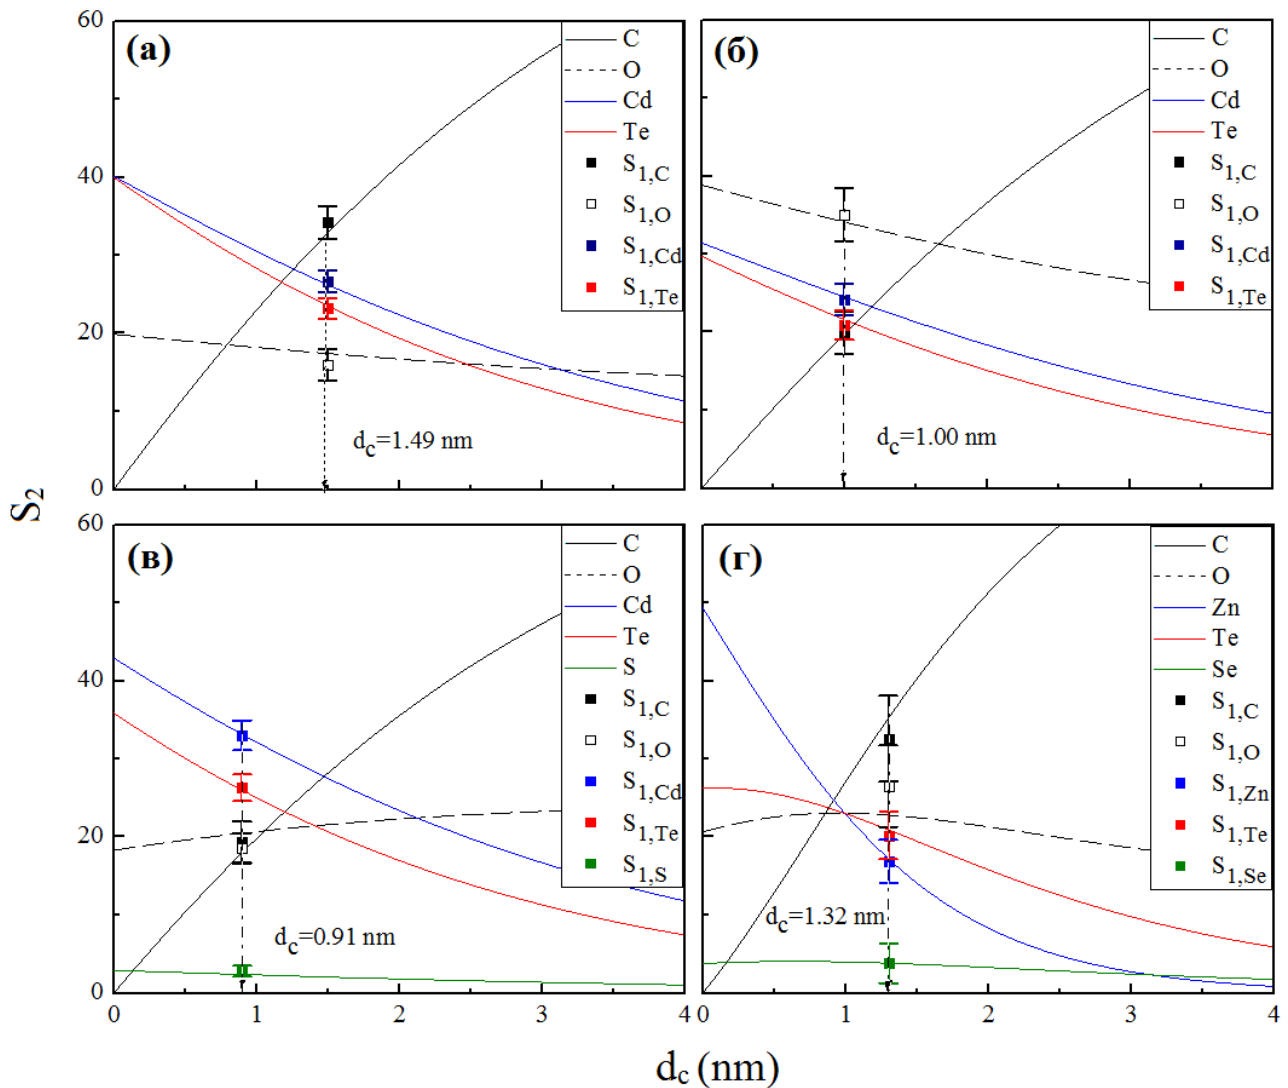 S2
60
40
20
0
(а)
C
O
Cd
Te
S1,C
S1,O
S1,Cd
S1,Te
dc=1.49 nm
(б)
C
O
Cd
Te
S1,C
S1,O
S1,Cd
S1,Te
dc=1.00 nm
60
40
20
0
(в)
C
O
Cd
Te
S
S1,C
S1,O
S1,Cd
S1,Te
S1,S
dc=0.91 nm
0 1 2 3 4
(г)
C
O
Zn
Te
Se
S1,C
S1,O
S1,Zn
S1,Te
S1,Se
dc=1.32 nm
0 1 2 3 4
dc (nm)